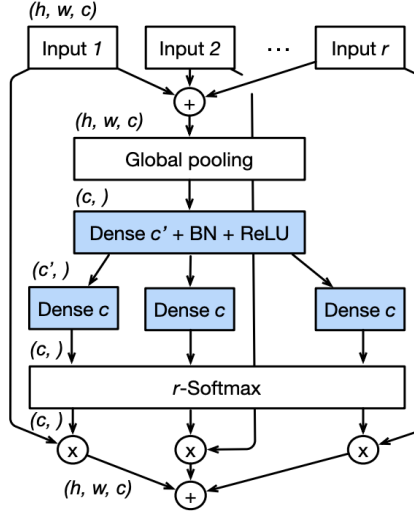 (h, w, c)
Input 1 Input 2 ... Input r
+
(h, w, c)
Global pooling
(c, )
Dense c' + BN + ReLU
(c', )
Dense c Dense c Dense c
(c, )
r-Softmax
(c, )
x x x
(h, w, c)
+